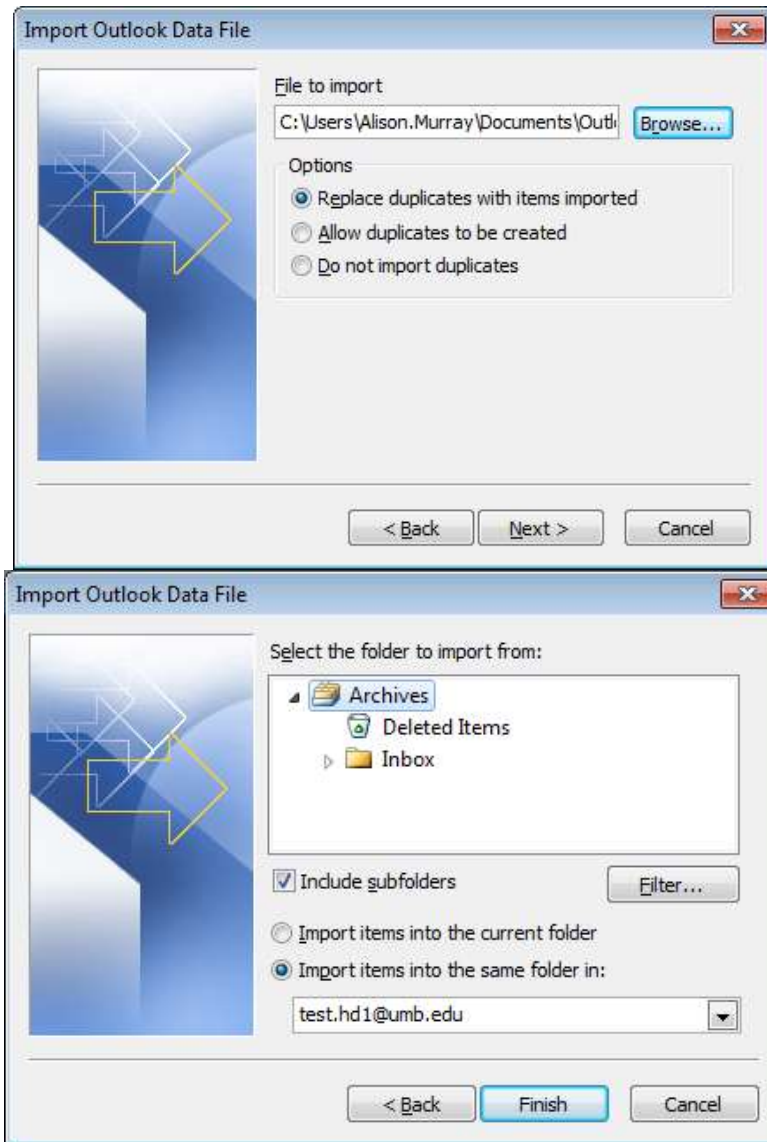 Import Outlook Data File
File to import
C:\Users\Alison.Murray\Documents\Outl
Browse...
Options
Replace duplicates with items imported
Allow duplicates to be created
Do not import duplicates
< Back
Next >
Cancel
Import Outlook Data File
Select the folder to import from:
Archives
Deleted Items
Inbox
Include subfolders
Filter...
Import items into the current folder
Import items into the same folder in:
test.hd1@umb.edu
< Back
Finish
Cancel